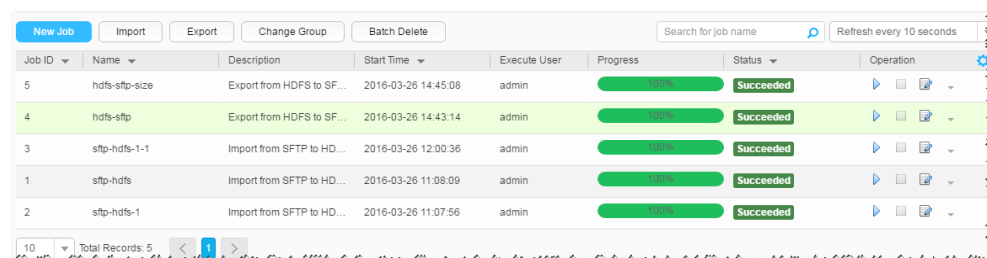 New Job Import Export Change Group Batch Delete Search for job name Refresh every 10 seconds
Job ID Name Description Start Time Execute User Progress Status Operation
5 hdfs-sftp-size Export from HDFS to SF... 2016-03-26 14:45:08 admin 100% Succeeded
4 hdfs-sftp Export from HDFS to SF... 2016-03-26 14:43:14 admin 100% Succeeded
3 sftp-hdfs-1-1 Import from SFTP to HD... 2016-03-26 12:00:36 admin 100% Succeeded
1 sftp-hdfs Import from SFTP to HD... 2016-03-26 11:08:09 admin 100% Succeeded
2 sftp-hdfs-1 Import from SFTP to HD... 2016-03-26 11:07:56 admin 100% Succeeded
10 Total Records: 5 < 1 >